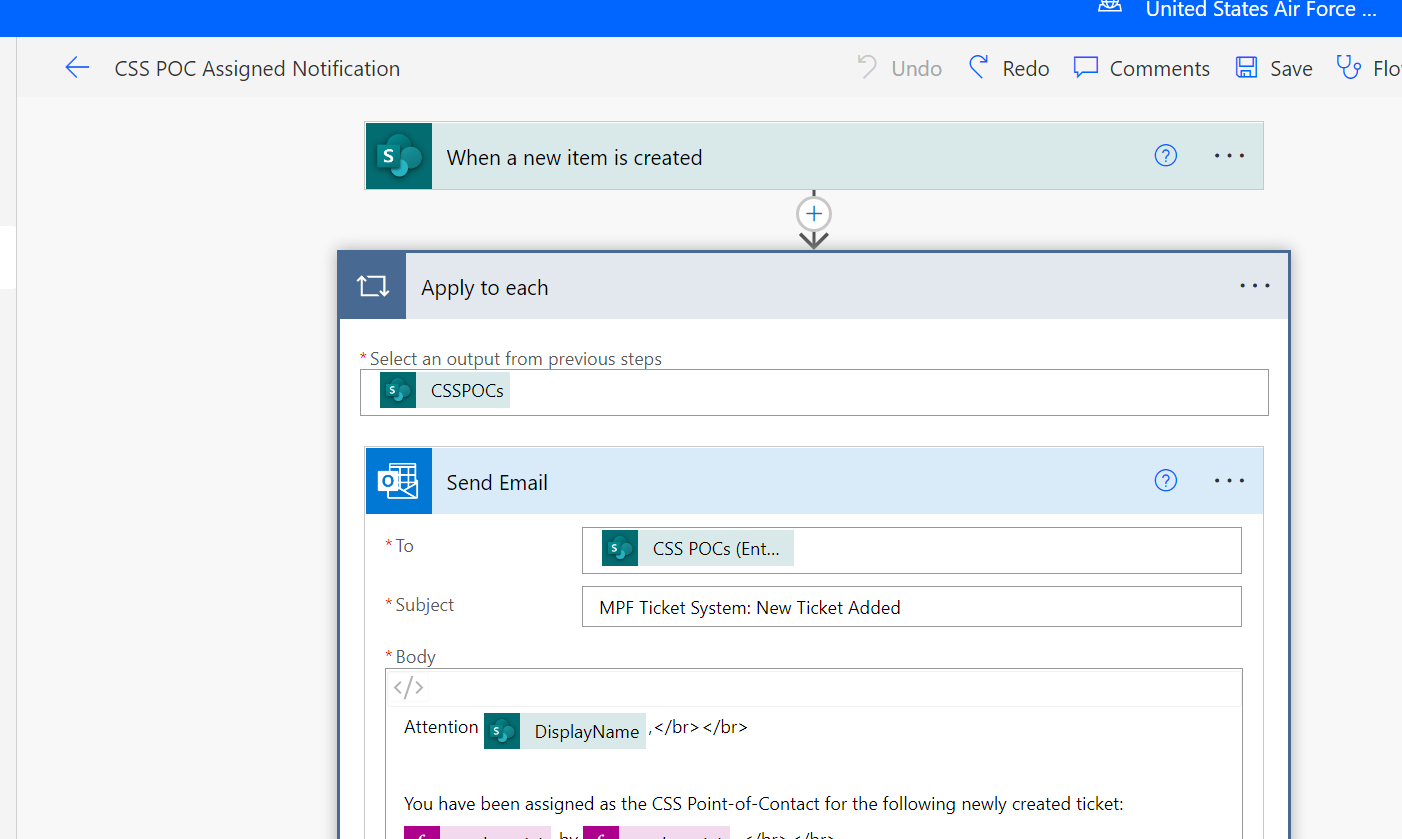 United States Air Force ...
CSS POC Assigned Notification
Undo
Redo
Comments
Save
Flo
When a new item is created
Apply to each
* Select an output from previous steps
CSSPOCs
Send Email
* To
CSS POCs (Ent...
* Subject
MPF Ticket System: New Ticket Added
* Body
</>
Attention DisplayName ,</br></br>
You have been assigned as the CSS Point-of-Contact for the following newly created ticket:
by </br></br>